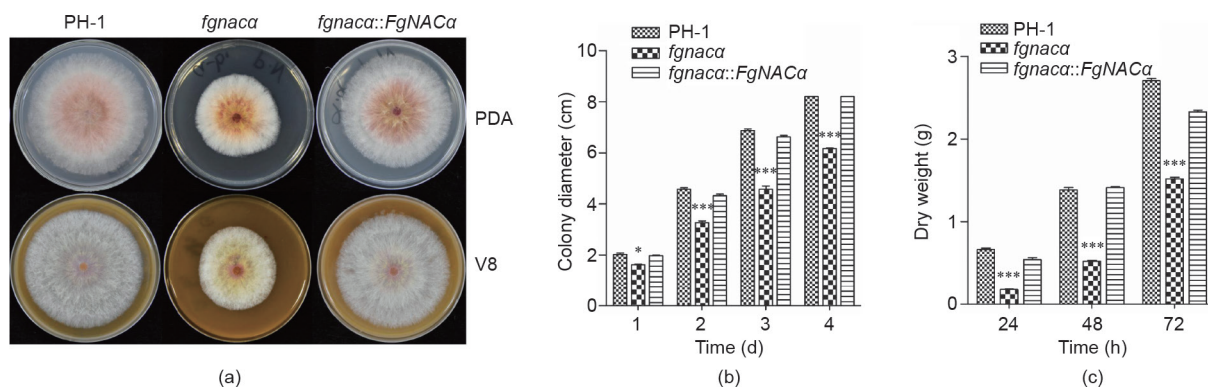 PH-1
fgnacα
fgnacα::FgNACα
PDA
V8
(a)
PH-1
fgnacα
fgnacα::FgNACα
Colony diameter (cm)
10
8
6
4
2
0
*
***
***
***
1 2 3 4
Time (d)
(b)
PH-1
fgnacα
fgnacα::FgNACα
Dry weight (g)
3
2
1
0
***
***
***
24 48 72
Time (h)
(c)